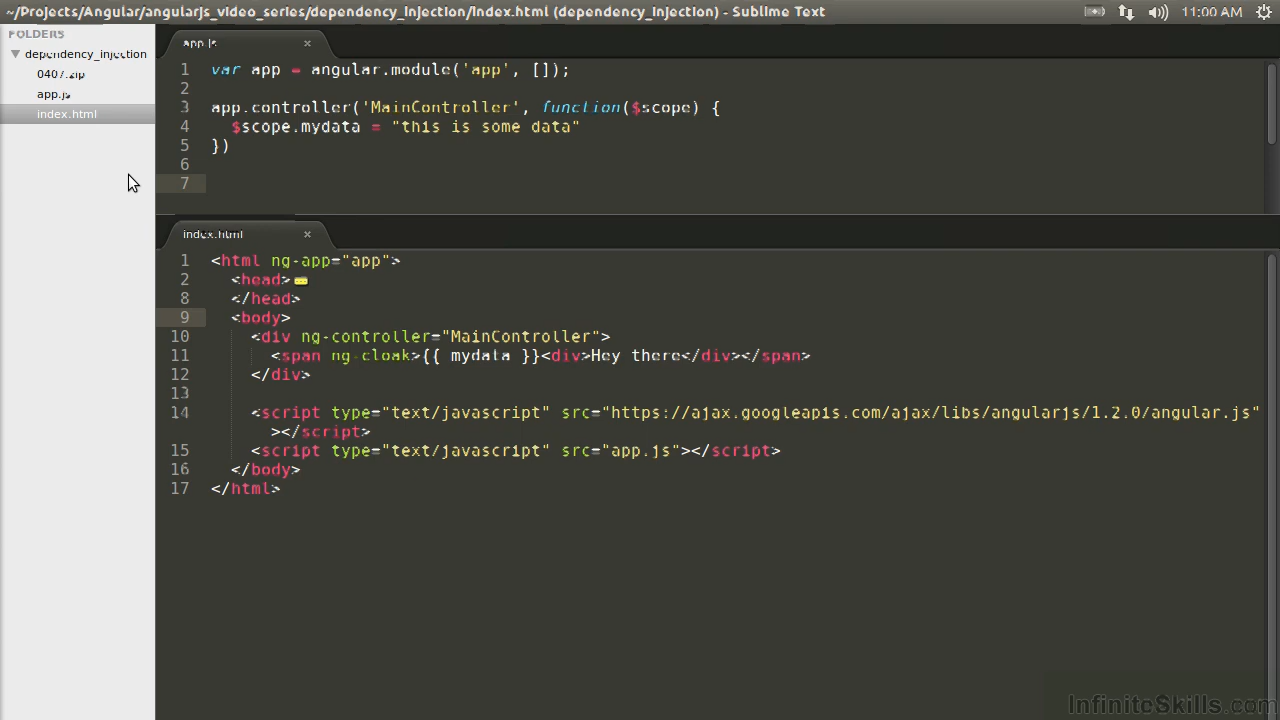 ~/Projects/Angular/angularjs_video_series/dependency_injection/index.html (dependency_injection) - Sublime Text
11:00 AM
FOLDERS
dependency_injection
0407.zip
app.js
index.html
app.js ×
1 var app = angular.module('app', []);
2
3 app.controller('MainController', function($scope) {
4 $scope.mydata = "this is some data"
5 })
6
7
index.html ×
1 <html ng-app="app">
2 <head>
8 </head>
9 <body>
10 <div ng-controller="MainController">
11 <span ng-cloak>{{ mydata }}<div>Hey there</div></span>
12 </div>
13
14 <script type="text/javascript" src="https://ajax.googleapis.com/ajax/libs/angularjs/1.2.0/angular.js"
></script>
15 <script type="text/javascript" src="app.js"></script>
16 </body>
17 </html>
InfiniteSkills.com